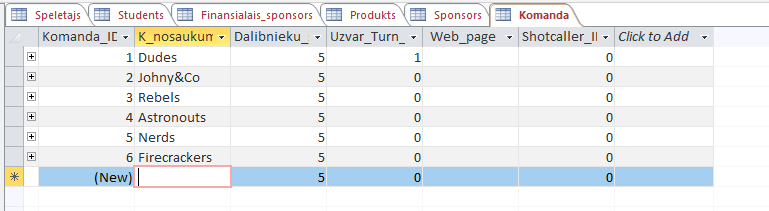 Speletajs Students Finansialais_sponsors Produkts Sponsors Komanda
Komanda_ID K_nosaukum Dalibnieku_ Uzvar_Turn_ Web_page Shotcaller_II Click to Add
1 Dudes 5 1 0
2 Johny&Co 5 0 0
3 Rebels 5 0 0
4 Astronouts 5 0 0
5 Nerds 5 0 0
6 Firecrackers 5 0 0
(New) 5 0 0